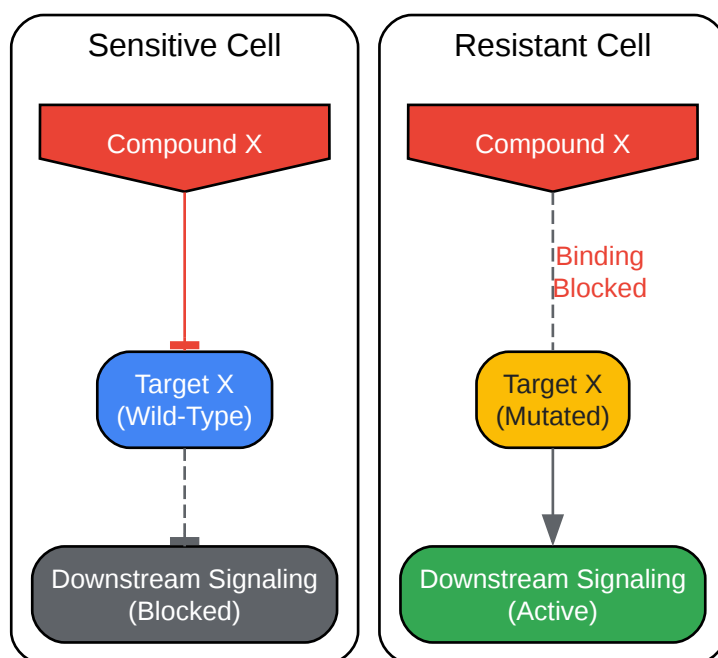 Sensitive Cell
Compound X
Target X
(Wild-Type)
Downstream Signaling
(Blocked)
Resistant Cell
Compound X
Binding
Blocked
Target X
(Mutated)
Downstream Signaling
(Active)